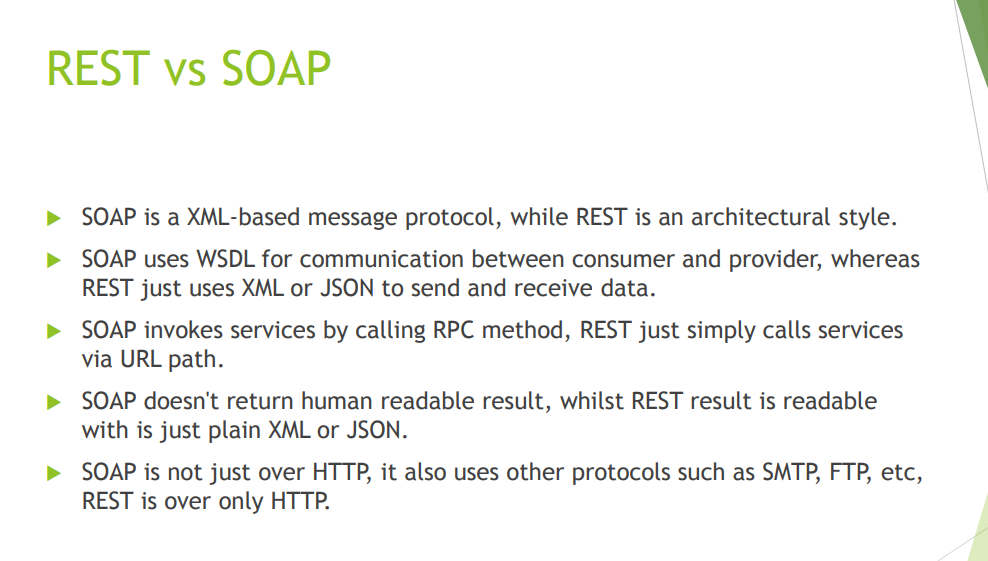 REST vs SOAP
SOAP is a XML-based message protocol, while REST is an architectural style.
SOAP uses WSDL for communication between consumer and provider, whereas
REST just uses XML or JSON to send and receive data.
SOAP invokes services by calling RPC method, REST just simply calls services
via URL path.
SOAP doesn't return human readable result, whilst REST result is readable
with is just plain XML or JSON.
SOAP is not just over HTTP, it also uses other protocols such as SMTP, FTP, etc,
REST is over only HTTP.